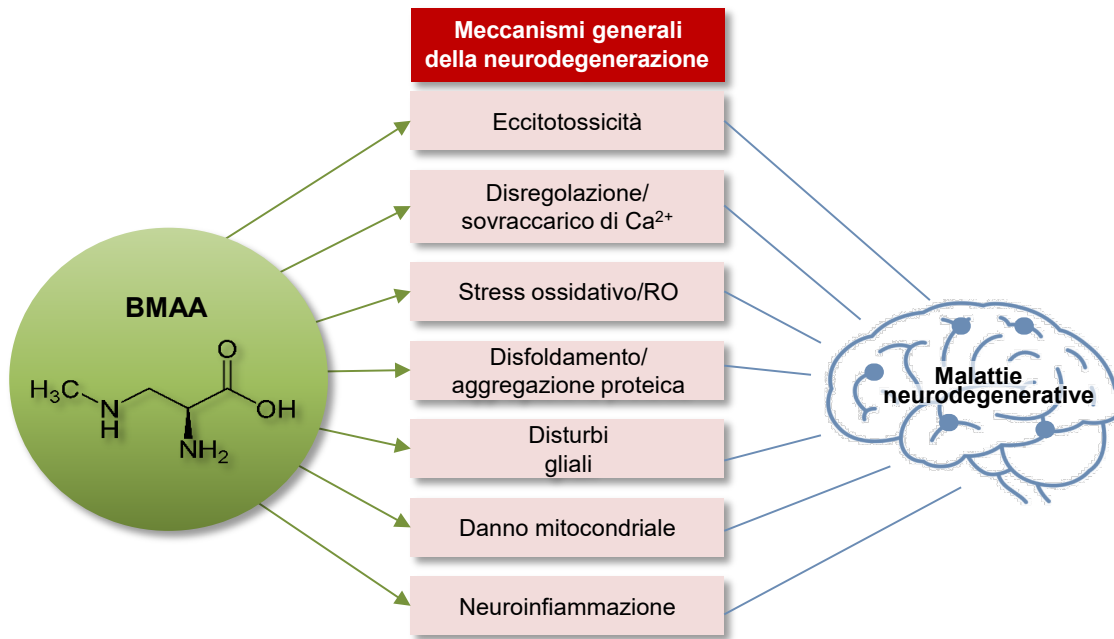 Meccanismi generali
della neurodegenerazione
Eccitotossicità
Disregolazione/
sovraccarico di Ca²⁺
Stress ossidativo/RO
Disfoldamento/
aggregazione proteica
Disturbi
gliali
Danno mitocondriale
Neuroinfiammazione
BMAA
O
H₃C
N
H
OH
NH₂
Malattie
neurodegenerative